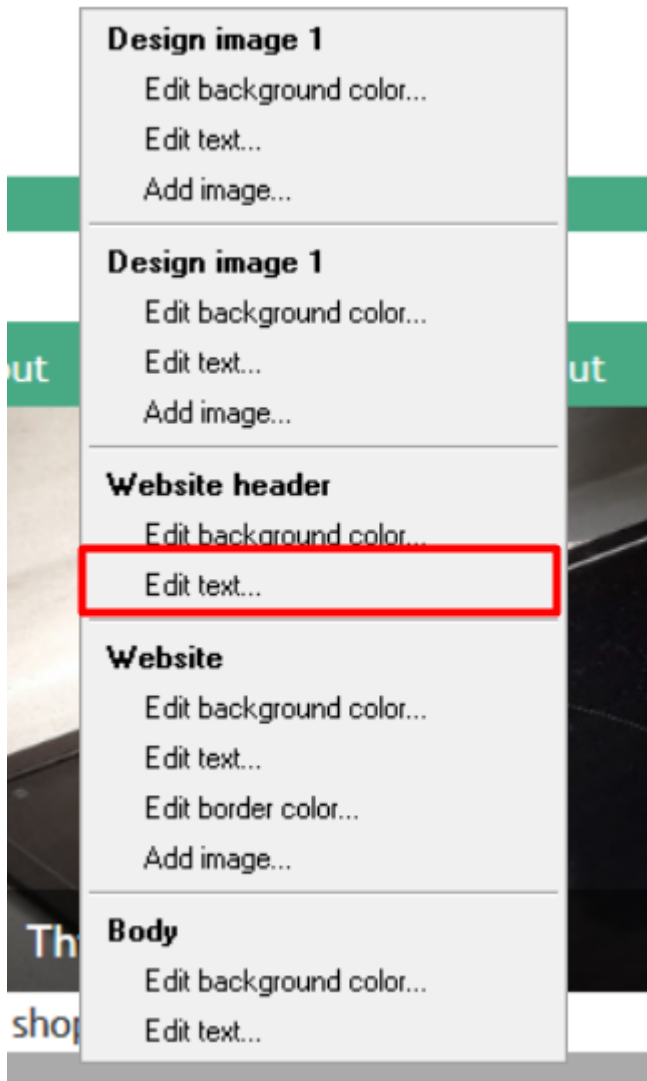 Design image 1
Edit background color...
Edit text...
Add image...
Design image 1
Edit background color...
Edit text...
Add image...
Website header
Edit background color...
Edit text...
Website
Edit background color...
Edit text...
Edit border color...
Add image...
Body
Edit background color...
Edit text...